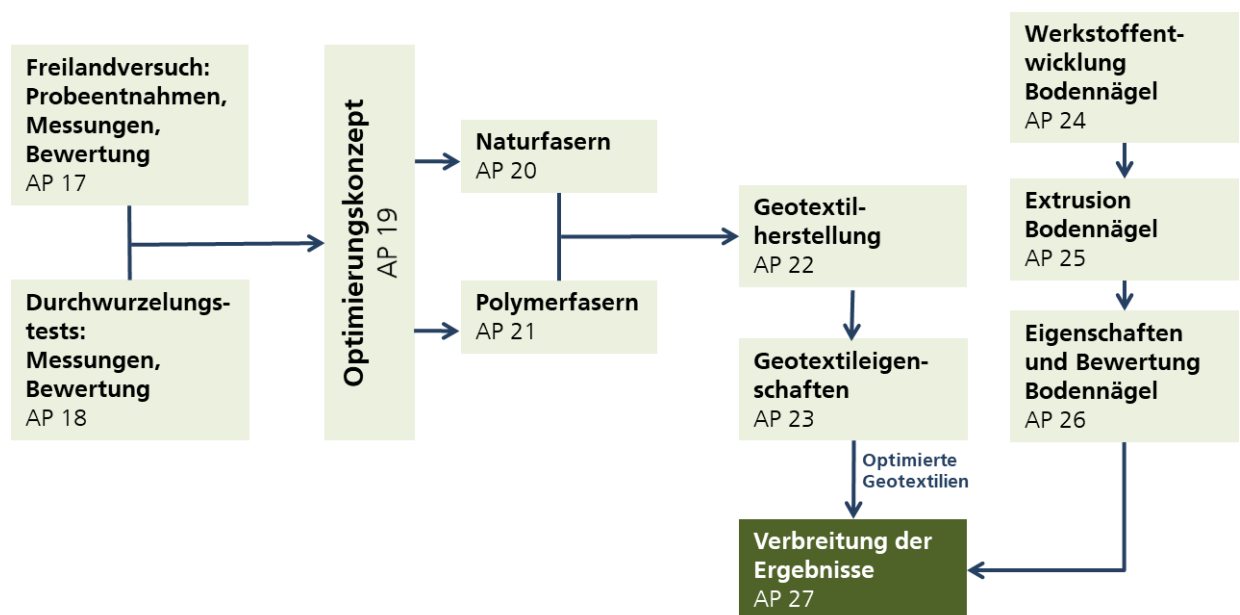 Freilandversuch:
Probeentnahmen,
Messungen,
Bewertung
AP 17
Durchwurzelungs-
tests:
Messungen,
Bewertung
AP 18
Optimierungskonzept
AP 19
Naturfasern
AP 20
Polymerfasern
AP 21
Geotextil-
herstellung
AP 22
Geotextileigen-
schaften
AP 23
Optimierte
Geotextilien
Werkstoffent-
wicklung
Bodennägel
AP 24
Extrusion
Bodennägel
AP 25
Eigenschaften
und Bewertung
Bodennägel
AP 26
Verbreitung der
Ergebnisse
AP 27